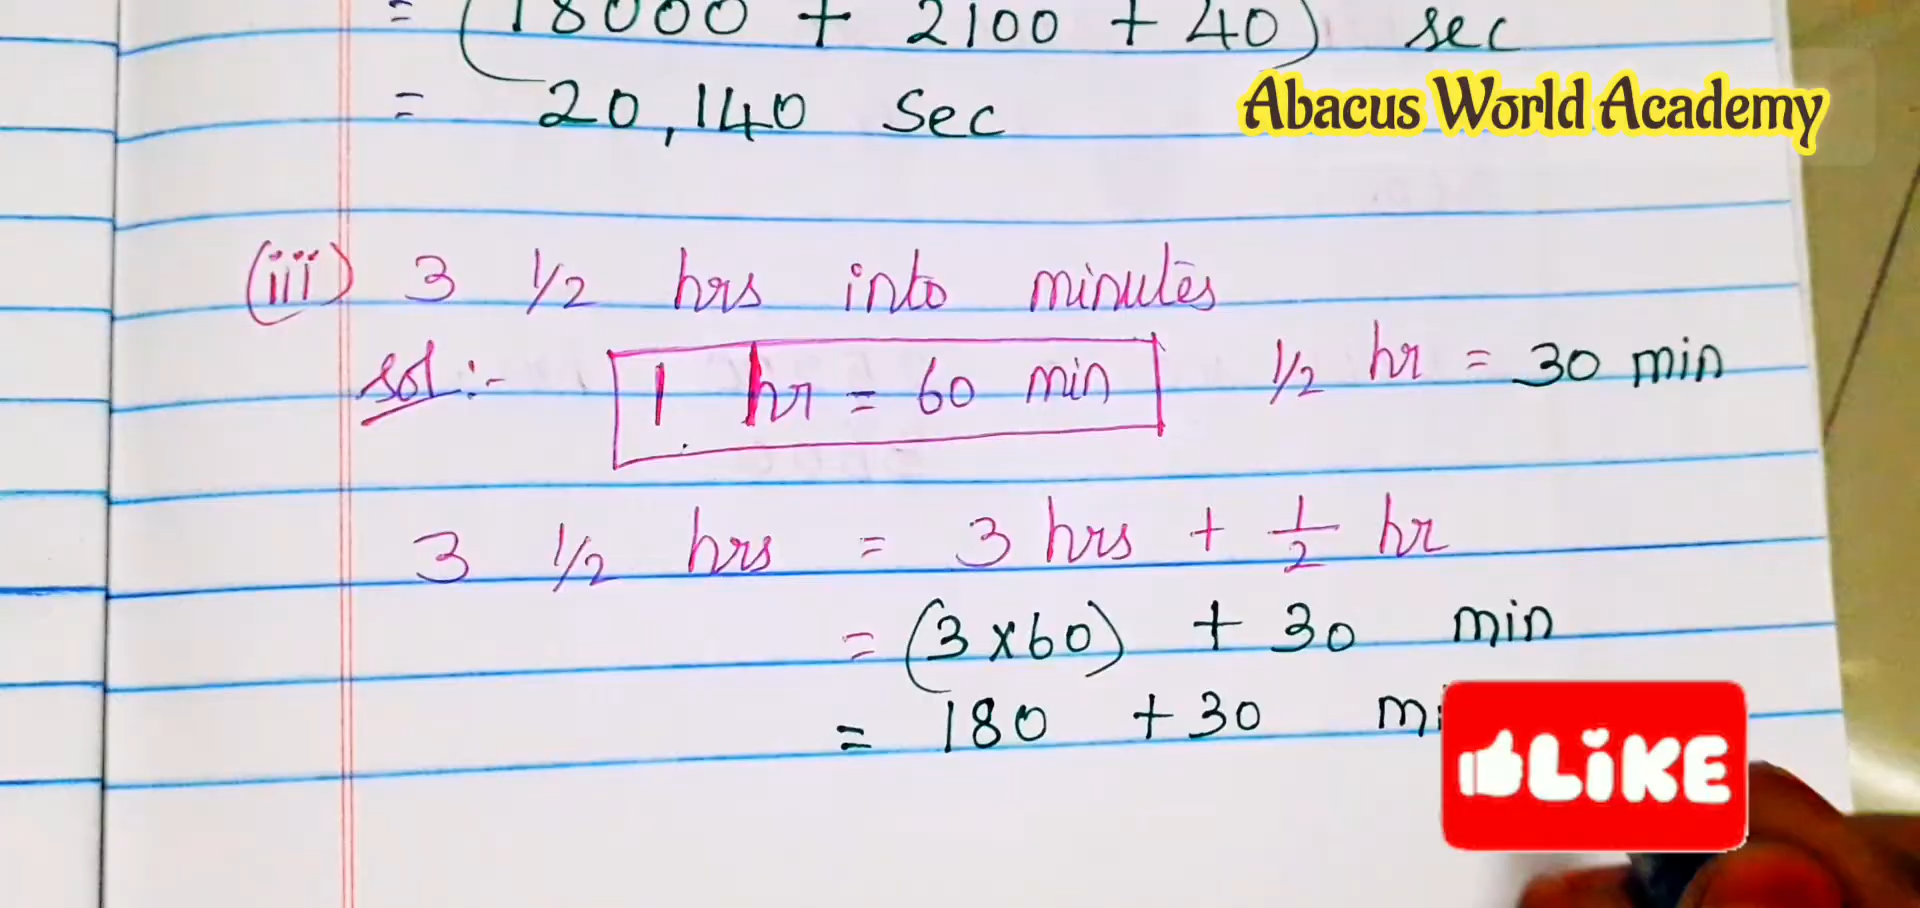 = (18000 + 2100 + 40) sec
= 20,140 Sec
Abacus World Academy
(iii) 3 1/2 hrs into minutes
Sol:- 1 hr = 60 min 1/2 hr = 30 min
3 1/2 hrs = 3 hrs + 1/2 hr
= (3 x 60) + 30 min
= 180 + 30
LiKE